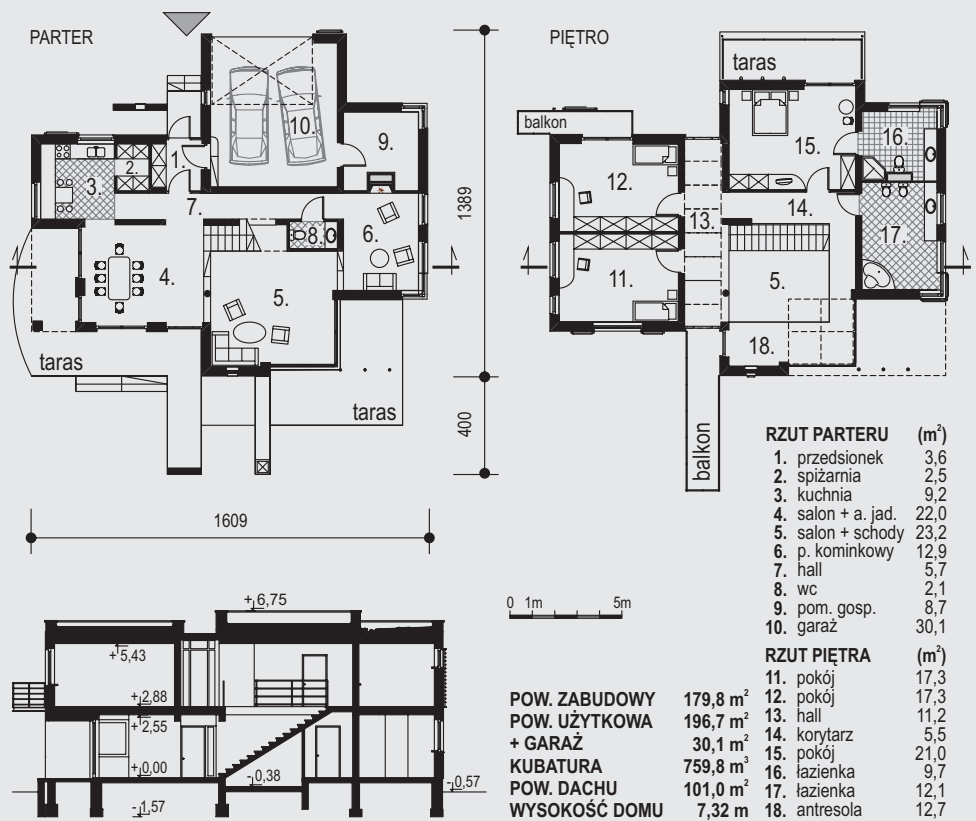 PARTER
PIĘTRO
taras
balkon
10.
9.
1.
2.
3.
7.
8.
6.
4.
5.
taras
taras
1389
400
1609
15.
16.
12.
13.
14.
17.
11.
5.
18.
balkon
RZUT PARTERU (m²)
1. przedsionek 3,6
2. spiżarnia 2,5
3. kuchnia 9,2
4. salon + a. jad. 22,0
5. salon + schody 23,2
6. p. kominkowy 12,9
7. hall 5,7
8. wc 2,1
9. pom. gosp. 8,7
10. garaż 30,1
RZUT PIĘTRA (m²)
11. pokój 17,3
12. pokój 17,3
13. hall 11,2
14. korytarz 5,5
15. pokój 21,0
16. łazienka 9,7
17. łazienka 12,1
18. antresola 12,7
0 1m 5m
POW. ZABUDOWY 179,8 m²
POW. UŻYTKOWA 196,7 m²
+ GARAŻ 30,1 m²
KUBATURA 759,8 m³
POW. DACHU 101,0 m²
WYSOKOŚĆ DOMU 7,32 m
+6,75
+5,43
+2,88
+2,55
+0,00
-0,38
-0,57
-1,57